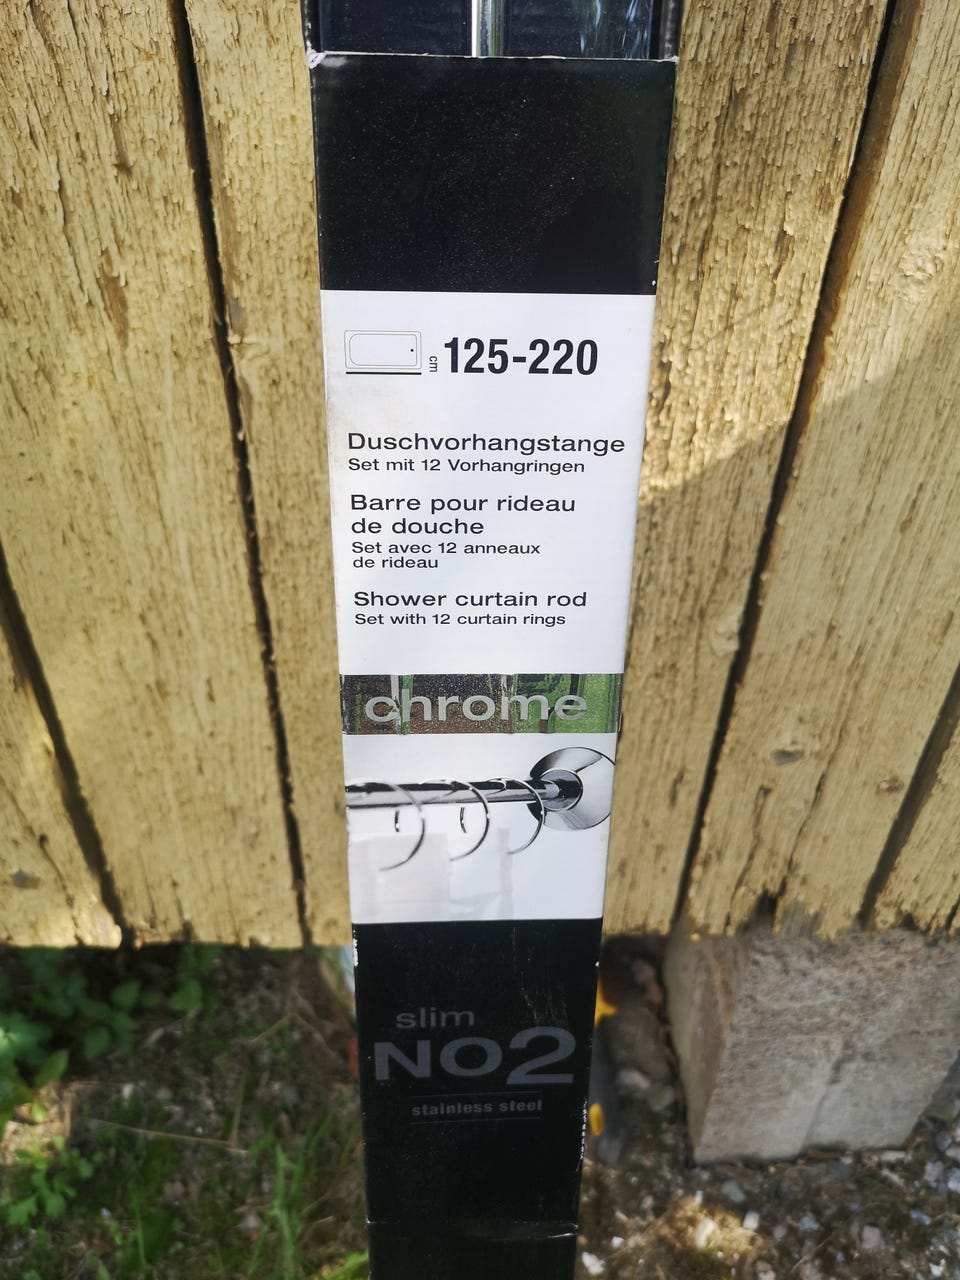 cm 125-220
Duschvorhangstange
Set mit 12 Vorhangringen
Barre pour rideau
de douche
Set avec 12 anneaux
de rideau
Shower curtain rod
Set with 12 curtain rings
chrome
slim
NO2
stainless steel